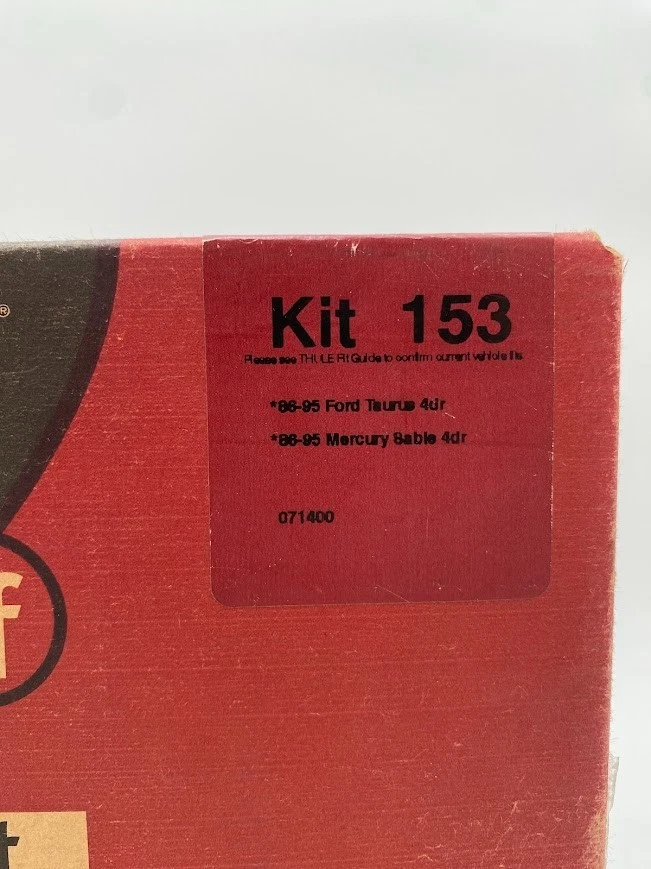 ®
Kit 153
Please see THULE Fit Guide to confirm current vehicle fits.
*86-95 Ford Taurus 4dr
*86-95 Mercury Sable 4dr
071400
f
t